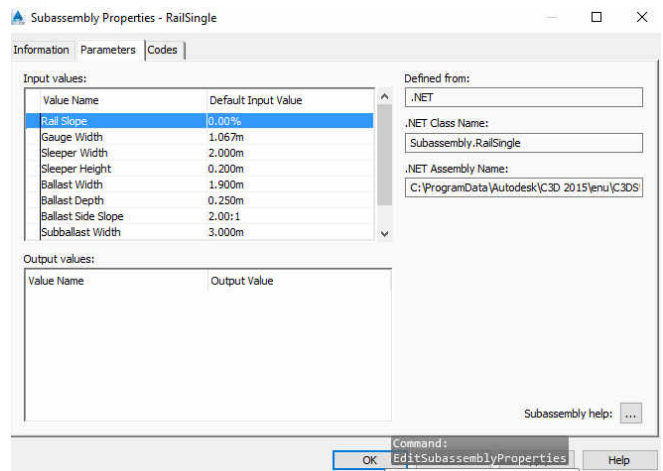 Subassembly Properties - RailSingle
Information Parameters Codes
Input values:
Value Name Default Input Value
Rail Slope 0.00%
Gauge Width 1.067m
Sleeper Width 2.000m
Sleeper Height 0.200m
Ballast Width 1.900m
Ballast Depth 0.250m
Ballast Side Slope 2.00:1
Subballast Width 3.000m
Output values:
Value Name Output Value
Defined from:
.NET
.NET Class Name:
Subassembly.RailSingle
.NET Assembly Name:
C:\ProgramData\Autodesk\C3D 2015\enu\C3DS
Subassembly help: ...
Command:
OK EditSubassemblyProperties Help